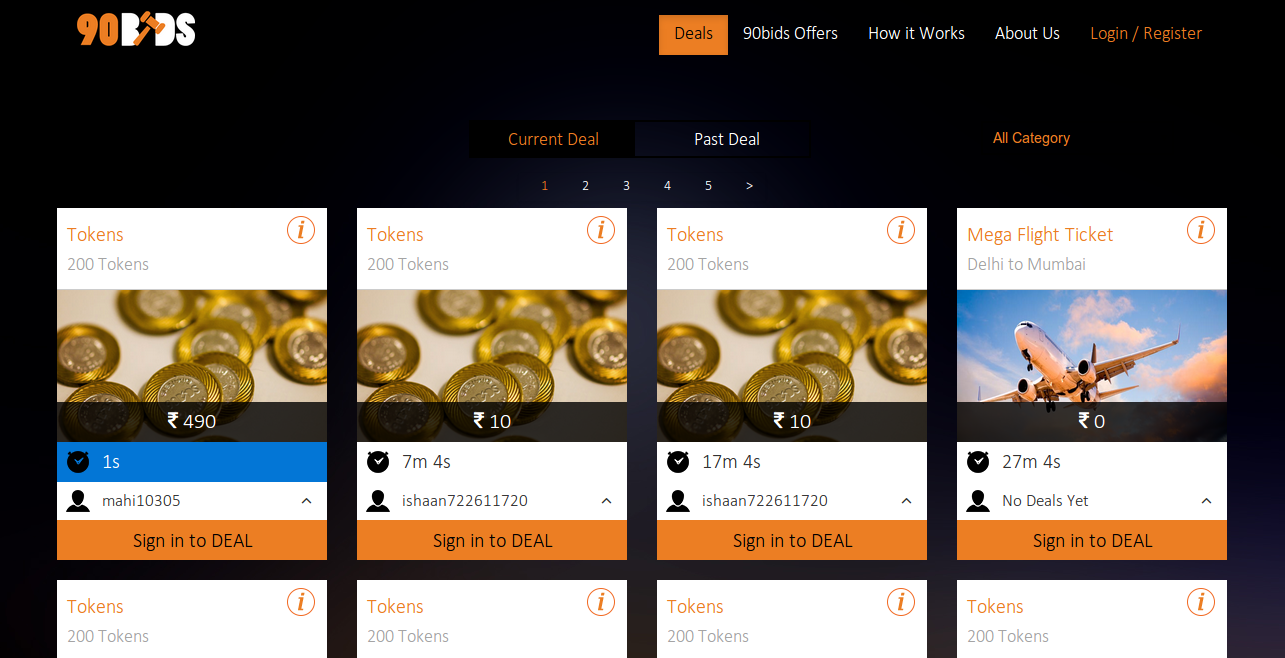 90BIDS
Deals 90bids Offers How it Works About Us Login / Register
Current Deal Past Deal All Category
1 2 3 4 5 >
Tokens i Tokens i Tokens i Mega Flight Ticket i
200 Tokens 200 Tokens 200 Tokens Delhi to Mumbai
₹ 490 ₹ 10 ₹ 10 ₹ 0
1s 7m 4s 17m 4s 27m 4s
mahi10305 ishaan722611720 ishaan722611720 No Deals Yet
Sign in to DEAL Sign in to DEAL Sign in to DEAL Sign in to DEAL
Tokens i Tokens i Tokens i Tokens i
200 Tokens 200 Tokens 200 Tokens 200 Tokens